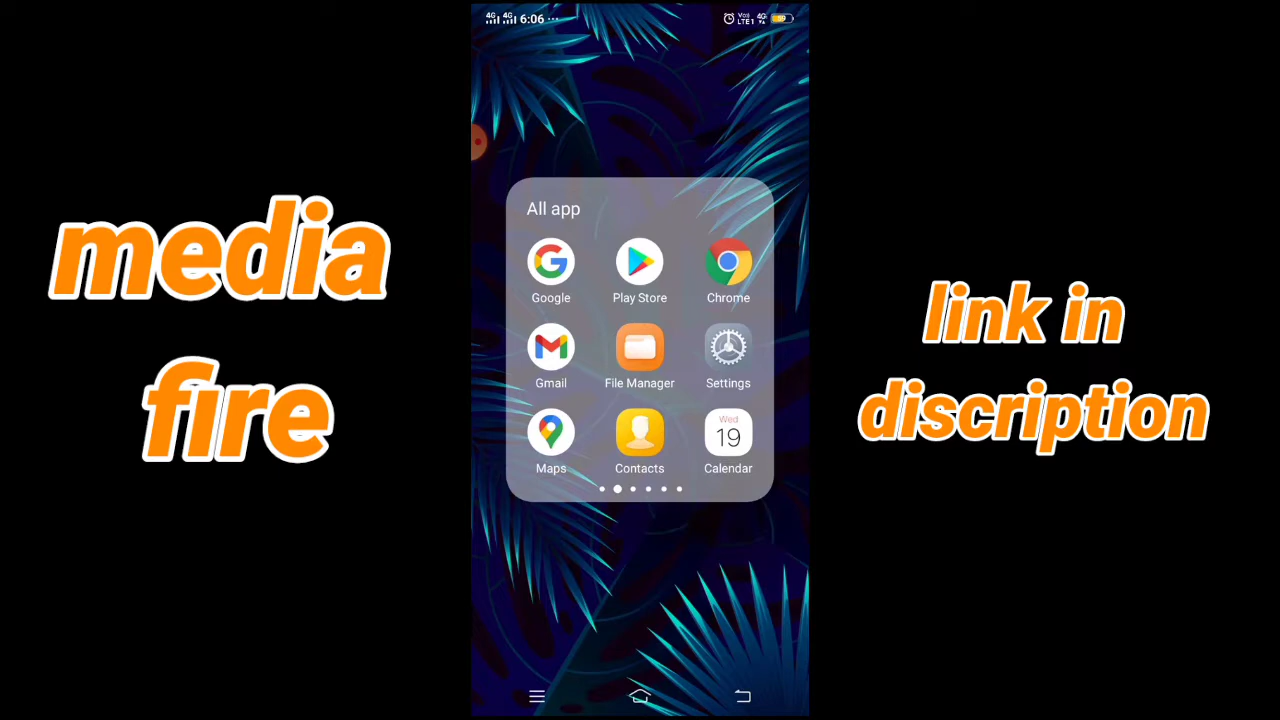 6:06 ...
media
fire
All app
Google Play Store Chrome
Gmail File Manager Settings
Wed
19
Maps Contacts Calendar
link in
discription